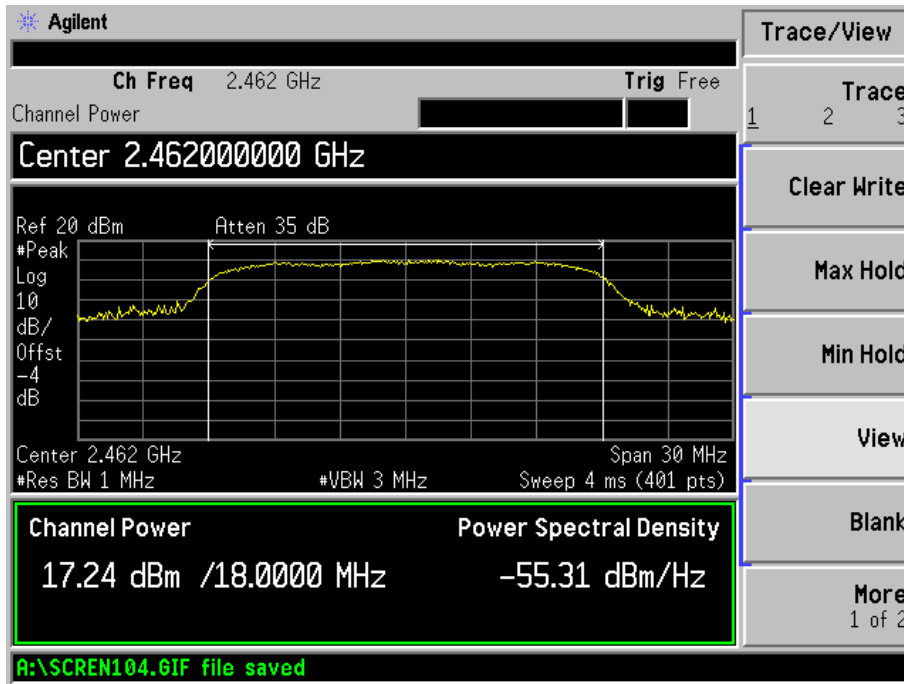 Agilent
Ch Freq 2.462 GHz Trig Free
Channel Power
Center 2.462000000 GHz
Ref 20 dBm Atten 35 dB
#Peak
Log
10
dB/
Offst
-4
dB
Center 2.462 GHz Span 30 MHz
#Res BW 1 MHz #VBW 3 MHz Sweep 4 ms (401 pts)
Channel Power Power Spectral Density
17.24 dBm /18.0000 MHz -55.31 dBm/Hz
A:\SCREN104.GIF file saved
Trace/View
Trace
1 2 3
Clear Write
Max Hold
Min Hold
View
Blank
More
1 of 2